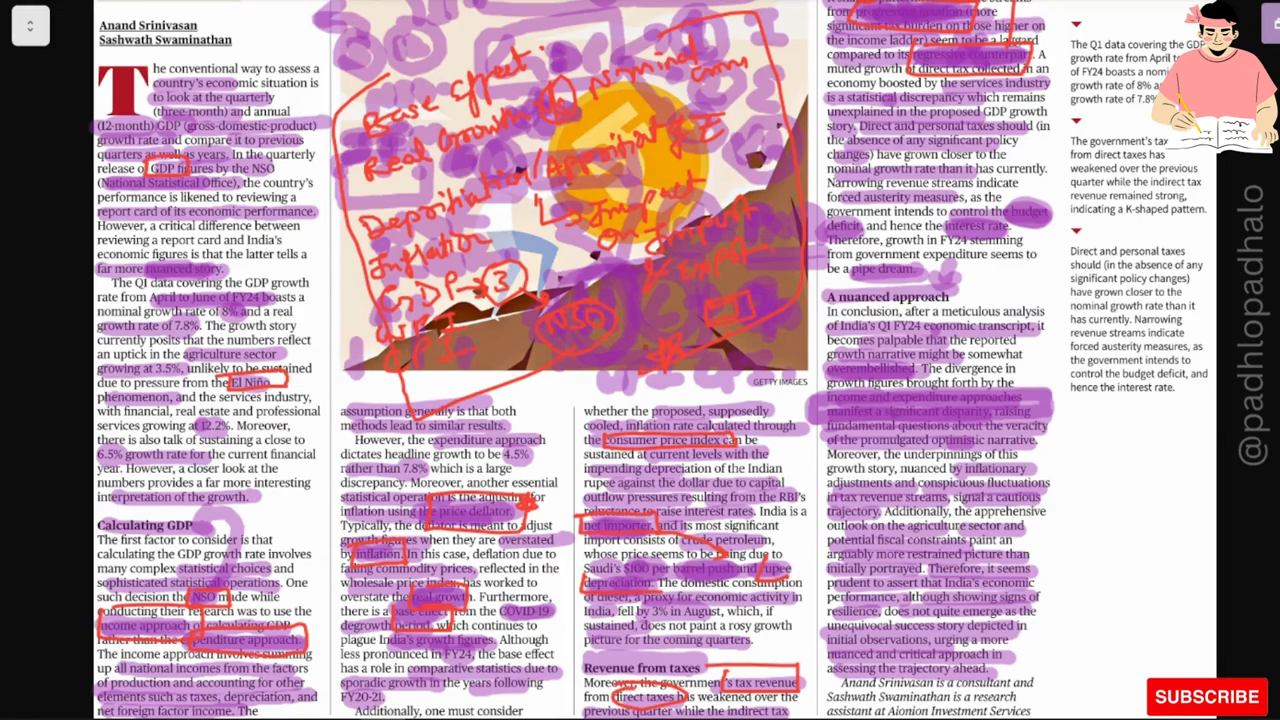 Anand Srinivasan
Sashwath Swaminathan
The conventional way to assess a
country's economic situation is
to look at the quarterly
(three-month) and annual
(12-month) GDP (gross-domestic-product)
growth rate and compare it to previous
quarters as well as years. In the quarterly
release of GDP figures by the NSO
(National Statistical Office), the country's
performance is likened to reviewing a
report card of its economic performance.
However, a critical difference between
reviewing a report card and India's
economic figures is that the latter tells a
far more nuanced story.
The QI data covering the GDP growth
rate from April to June of FY24 boasts a
nominal growth rate of 8% and a real
growth rate of 7.8%. The growth story
currently posits that the numbers reflect
an uptick in the agriculture sector
growing at 3.5%, unlikely to be sustained
due to pressure from the El Niño
phenomenon, and the services industry,
with financial, real estate and professional
services growing at 12.2%. Moreover,
there is also talk of sustaining a close to
6.5% growth rate for the current financial
year. However, a closer look at the
numbers provides a far more interesting
interpretation of the growth.
Calculating GDP
The first factor to consider is that
calculating the GDP growth rate involves
many complex statistical choices and
sophisticated statistical operations. One
such decision the NSO made while
conducting their research was to use the
income approach of calculating GDP
rather than the expenditure approach.
The income approach involves summing
up all national incomes from the factors
of production and accounting for other
elements such as taxes, depreciation, and
net foreign factor income. The
Base Effect
Real Growth Nominal
Depreciation/Appreciation of
Impact
Inflation on Import
& Export
GDP - 3
NSO
GETTY IMAGES
assumption generally is that both
methods lead to similar results.
However, the expenditure approach
dictates headline growth to be 4.5%
rather than 7.8% which is a large
discrepancy. Moreover, another essential
statistical operation is the adjusting for
inflation using the price deflator.
Typically, the deflator is meant to adjust
growth figures when they are overstated
by inflation. In this case, deflation due to
falling commodity prices, reflected in the
wholesale price index, has worked to
overstate the real growth. Furthermore,
there is a base effect from the COVID-19
degrowth period, which continues to
plague India's growth figures. Although
less pronounced in FY24, the base effect
has a role in comparative statistics due to
sporadic growth in the years following
FY20-21.
Additionally, one must consider
whether the proposed, supposedly
cooled, inflation rate calculated through
the consumer price index can be
sustained at current levels with the
impending depreciation of the Indian
rupee against the dollar due to capital
outflow pressures resulting from the RBI's
reluctance to raise interest rates. India is a
net importer, and its most significant
import consists of crude petroleum,
whose price seems to be rising due to
Saudi's $100 per barrel push and rupee
depreciation. The domestic consumption
of diesel, a proxy for economic activity in
India, fell by 3% in August, which, if
sustained, does not paint a rosy growth
picture for the coming quarters.
Revenue from taxes
Moreover, the government's tax revenue
from direct taxes has weakened over the
previous quarter while the indirect tax
from progressive taxation (more
significant tax burden on those higher on
the income ladder) seem to be a laggard
compared to its regressive counterpart. A
muted growth of direct tax collected in an
economy boosted by the services industry
is a statistical discrepancy which remains
unexplained in the proposed GDP growth
story. Direct and personal taxes should (in
the absence of any significant policy
changes) have grown closer to the
nominal growth rate than it has currently.
Narrowing revenue streams indicate
forced austerity measures, as the
government intends to control the budget
deficit, and hence the interest rate.
Therefore, growth in FY24 stemming
from government expenditure seems to
be a pipe dream.
A nuanced approach
In conclusion, after a meticulous analysis
of India's QI FY24 economic transcript, it
becomes palpable that the reported
growth narrative might be somewhat
overembellished. The divergence in
growth figures brought forth by the
income and expenditure approaches
manifest a significant disparity, raising
fundamental questions about the veracity
of the promulgated optimistic narrative.
Moreover, the underpinnings of this
growth story, nuanced by inflationary
adjustments and conspicuous fluctuations
in tax revenue streams, signal a cautious
trajectory. Additionally, the apprehensive
outlook on the agriculture sector and
potential fiscal constraints paint an
arguably more restrained picture than
initially portrayed. Therefore, it seems
prudent to assert that India's economic
performance, although showing signs of
resilience, does not quite emerge as the
unequivocal success story depicted in
initial observations, urging a more
nuanced and critical approach in
assessing the trajectory ahead.
Anand Srinivasan is a consultant and
Sashwath Swaminathan is a research
assistant at Aionion Investment Services
The Q1 data covering the GDP
growth rate from April to
of FY24 boasts a
growth rate of 8%
growth rate of 7.8%
The government's tax
from direct taxes has
weakened over the previous
quarter while the indirect tax
revenue remained strong,
indicating a K-shaped pattern.
Direct and personal taxes
should (in the absence of any
significant policy changes)
have grown closer to the
nominal growth rate than it
has currently. Narrowing
revenue streams indicate
forced austerity measures, as
the government intends to
control the budget deficit, and
hence the interest rate.
@padhlopadhalo
SUBSCRIBE